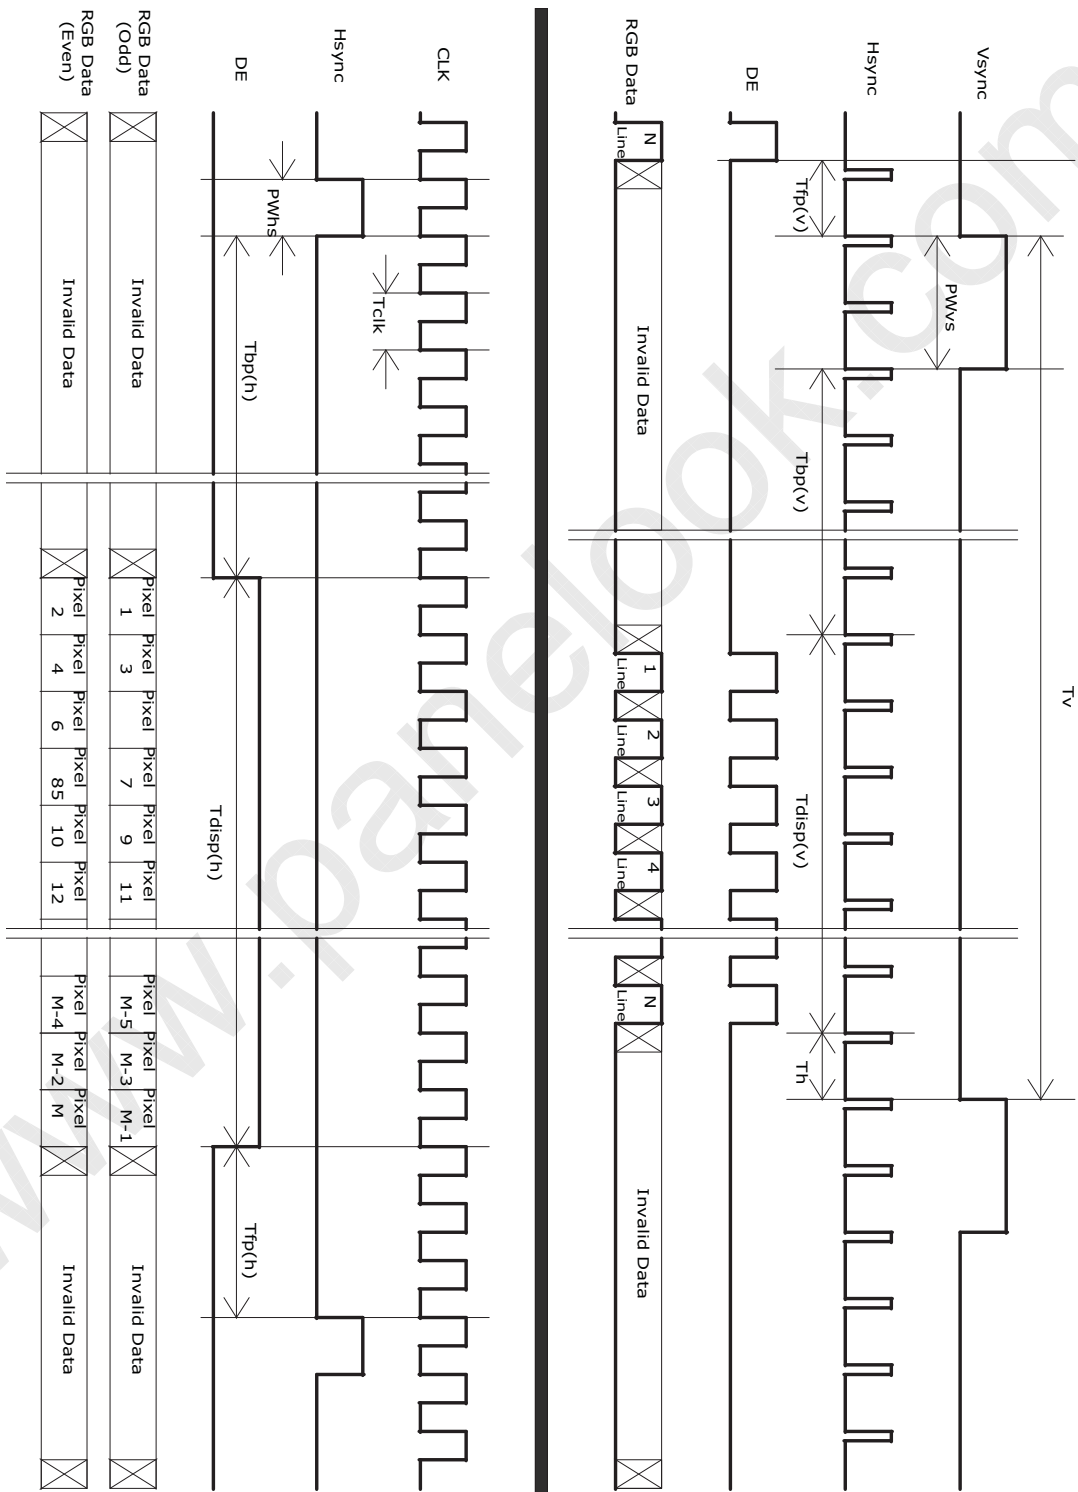 Tv
Vsync
PWvs
Hsync
Tfp(v)
Tbp(v)
Tdisp(v)
Th
DE
RGB Data
N
Line
Invalid Data
1
Line
2
Line
3
Line
4
Line
N
Line
Invalid Data
CLK
Tclk
Hsync
PWhs
Tbp(h)
DE
Tdisp(h)
Tfp(h)
RGB Data
(Odd)
Invalid Data
Pixel
1
Pixel
3
Pixel
Pixel
7
Pixel
9
Pixel
11
Pixel
M-5
Pixel
M-3
Pixel
M-1
Invalid Data
RGB Data
(Even)
Invalid Data
Pixel
2
Pixel
4
Pixel
6
Pixel
85
Pixel
10
Pixel
12
Pixel
M-4
Pixel
M-2
Pixel
M
Invalid Data
www.panelook.com